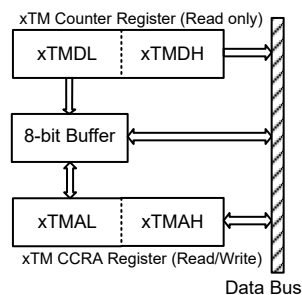 xTM Counter Register (Read only)
xTMDL xTMDH
8-bit Buffer
xTMAL xTMAH
xTM CCRA Register (Read/Write)
Data Bus